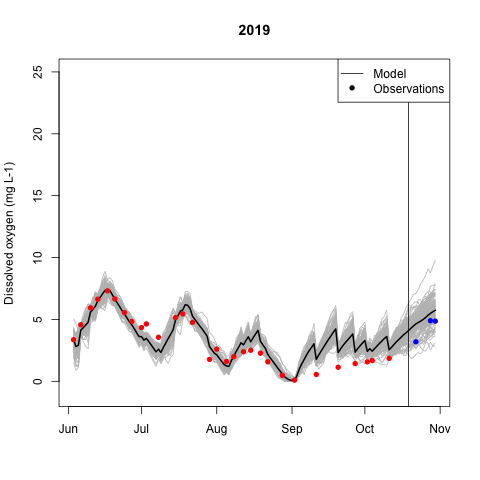 2019
Model
Observations
Dissolved oxygen (mg L-1)
25
20
15
10
5
0
Jun Jul Aug Sep Oct Nov